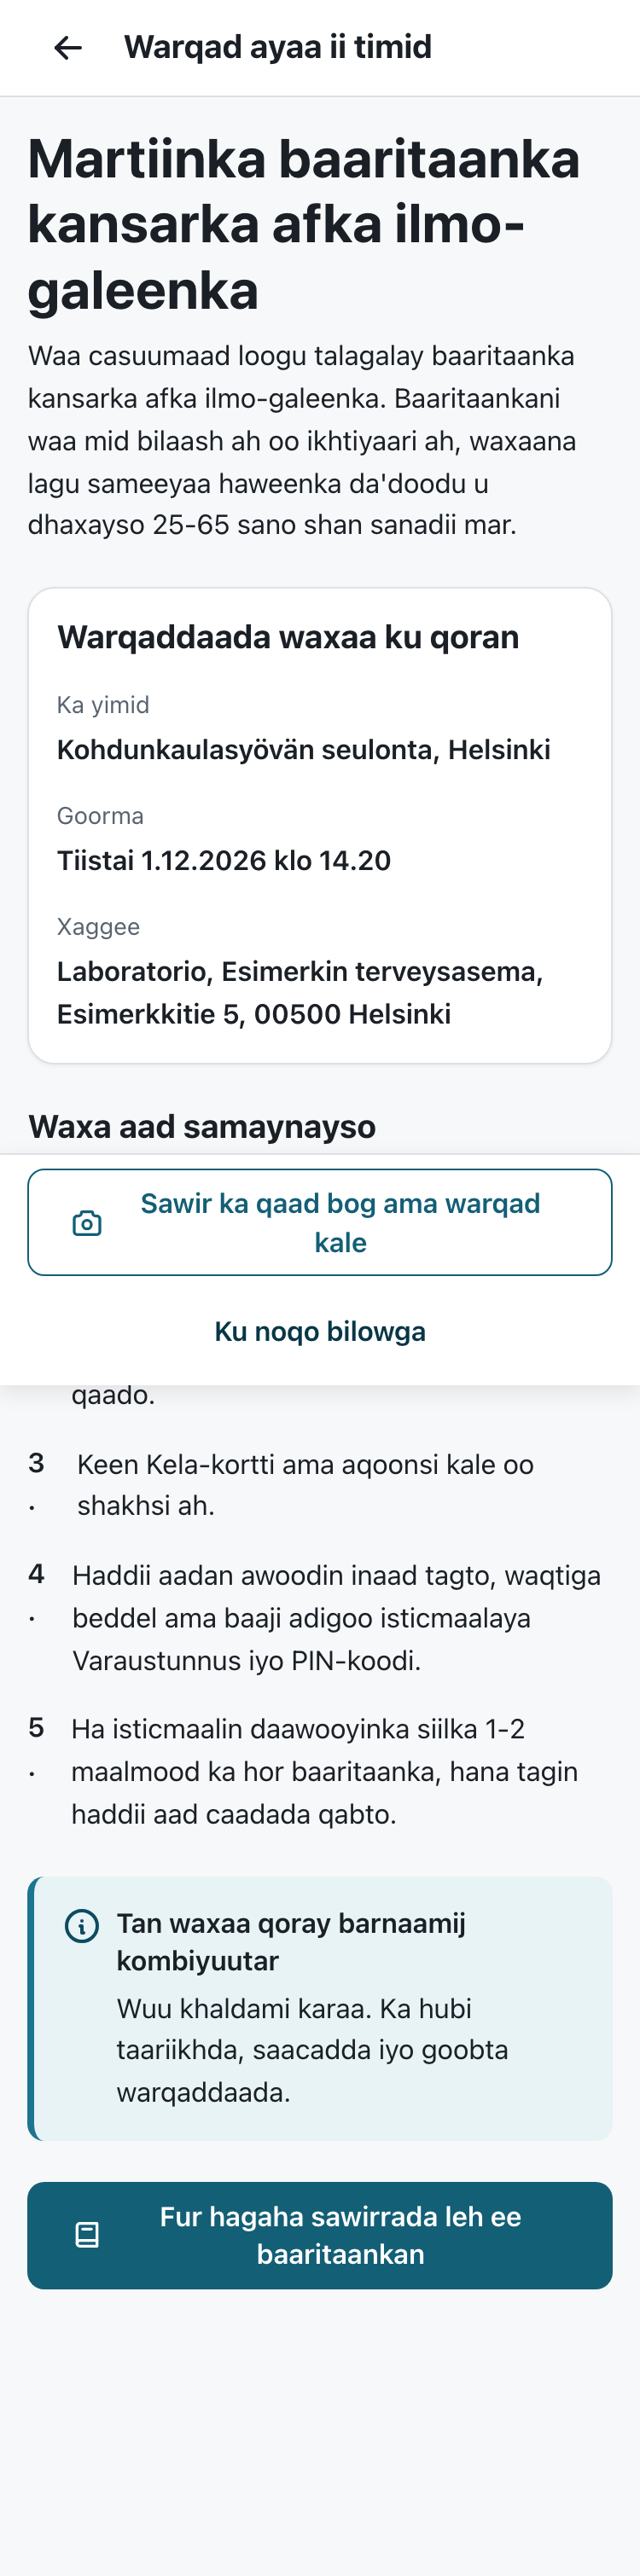 Warqad ayaa ii timid
Martiinka baaritaanka
kansarka afka ilmo-
galeenka
Waa casuumaad loogu talagalay baaritaanka
kansarka afka ilmo-galeenka. Baaritaankani
waa mid bilaash ah oo ikhtiyaari ah, waxaana
lagu sameeyaa haweenka da'doodu u
dhaxayso 25-65 sano shan sanadii mar.
Warqaddaada waxaa ku qoran
Ka yimid
Kohdunkaulasyövän seulonta, Helsinki
Goorma
Tiistai 1.12.2026 klo 14.20
Xaggee
Laboratorio, Esimerkin terveysasema,
Esimerkkitie 5, 00500 Helsinki
Waxa aad samaynayso
Sawir ka qaad bog ama warqad
kale
Ku noqo bilowga
qaado.
3. Keen Kela-kortti ama aqoonsi kale oo
shakhsi ah.
4. Haddii aadan awoodin inaad tagto, waqtiga
beddel ama baaji adigoo isticmaalaya
Varaustunnus iyo PIN-koodi.
5. Ha isticmaalin daawooyinka siilka 1-2
maalmood ka hor baaritaanka, hana tagin
haddii aad caadada qabto.
Tan waxaa qoray barnaamij
kombiyuutar
Wuu khaldami karaa. Ka hubi
taariikhda, saacadda iyo goobta
warqaddaada.
Fur hagaha sawirrada leh ee
baaritaankan